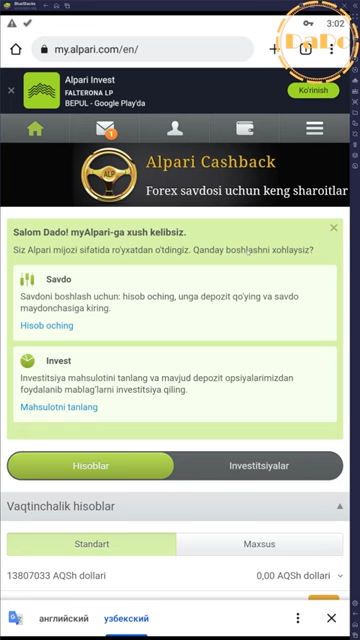 BlueStacks
3:02
DaDo
my.alpari.com/en/
1
Alpari Invest
FALTERONA LP
BEPUL - Google Play'da
Ko'rinish
1
ALP
Alpari Cashback
Forex savdosi uchun keng sharoitlar
Salom Dado! myAlpari-ga xush kelibsiz.
Siz Alpari mijozi sifatida ro'yxatdan o'tdingiz. Qanday boshlashni xohlaysiz?
Savdo
Savdoni boshlash uchun: hisob oching, unga depozit qo'ying va savdo
maydonchasiga kiring.
Hisob oching
Invest
Investitsiya mahsulotini tanlang va mavjud depozit opsiyalarimizdan
foydalanib mablag'larni investitsiya qiling.
Mahsulotni tanlang
Hisoblar
Investitsiyalar
Vaqtinchalik hisoblar
Standart
Maxsus
13807033 AQSh dollari
0,00 AQSh dollari
английский
узбекский